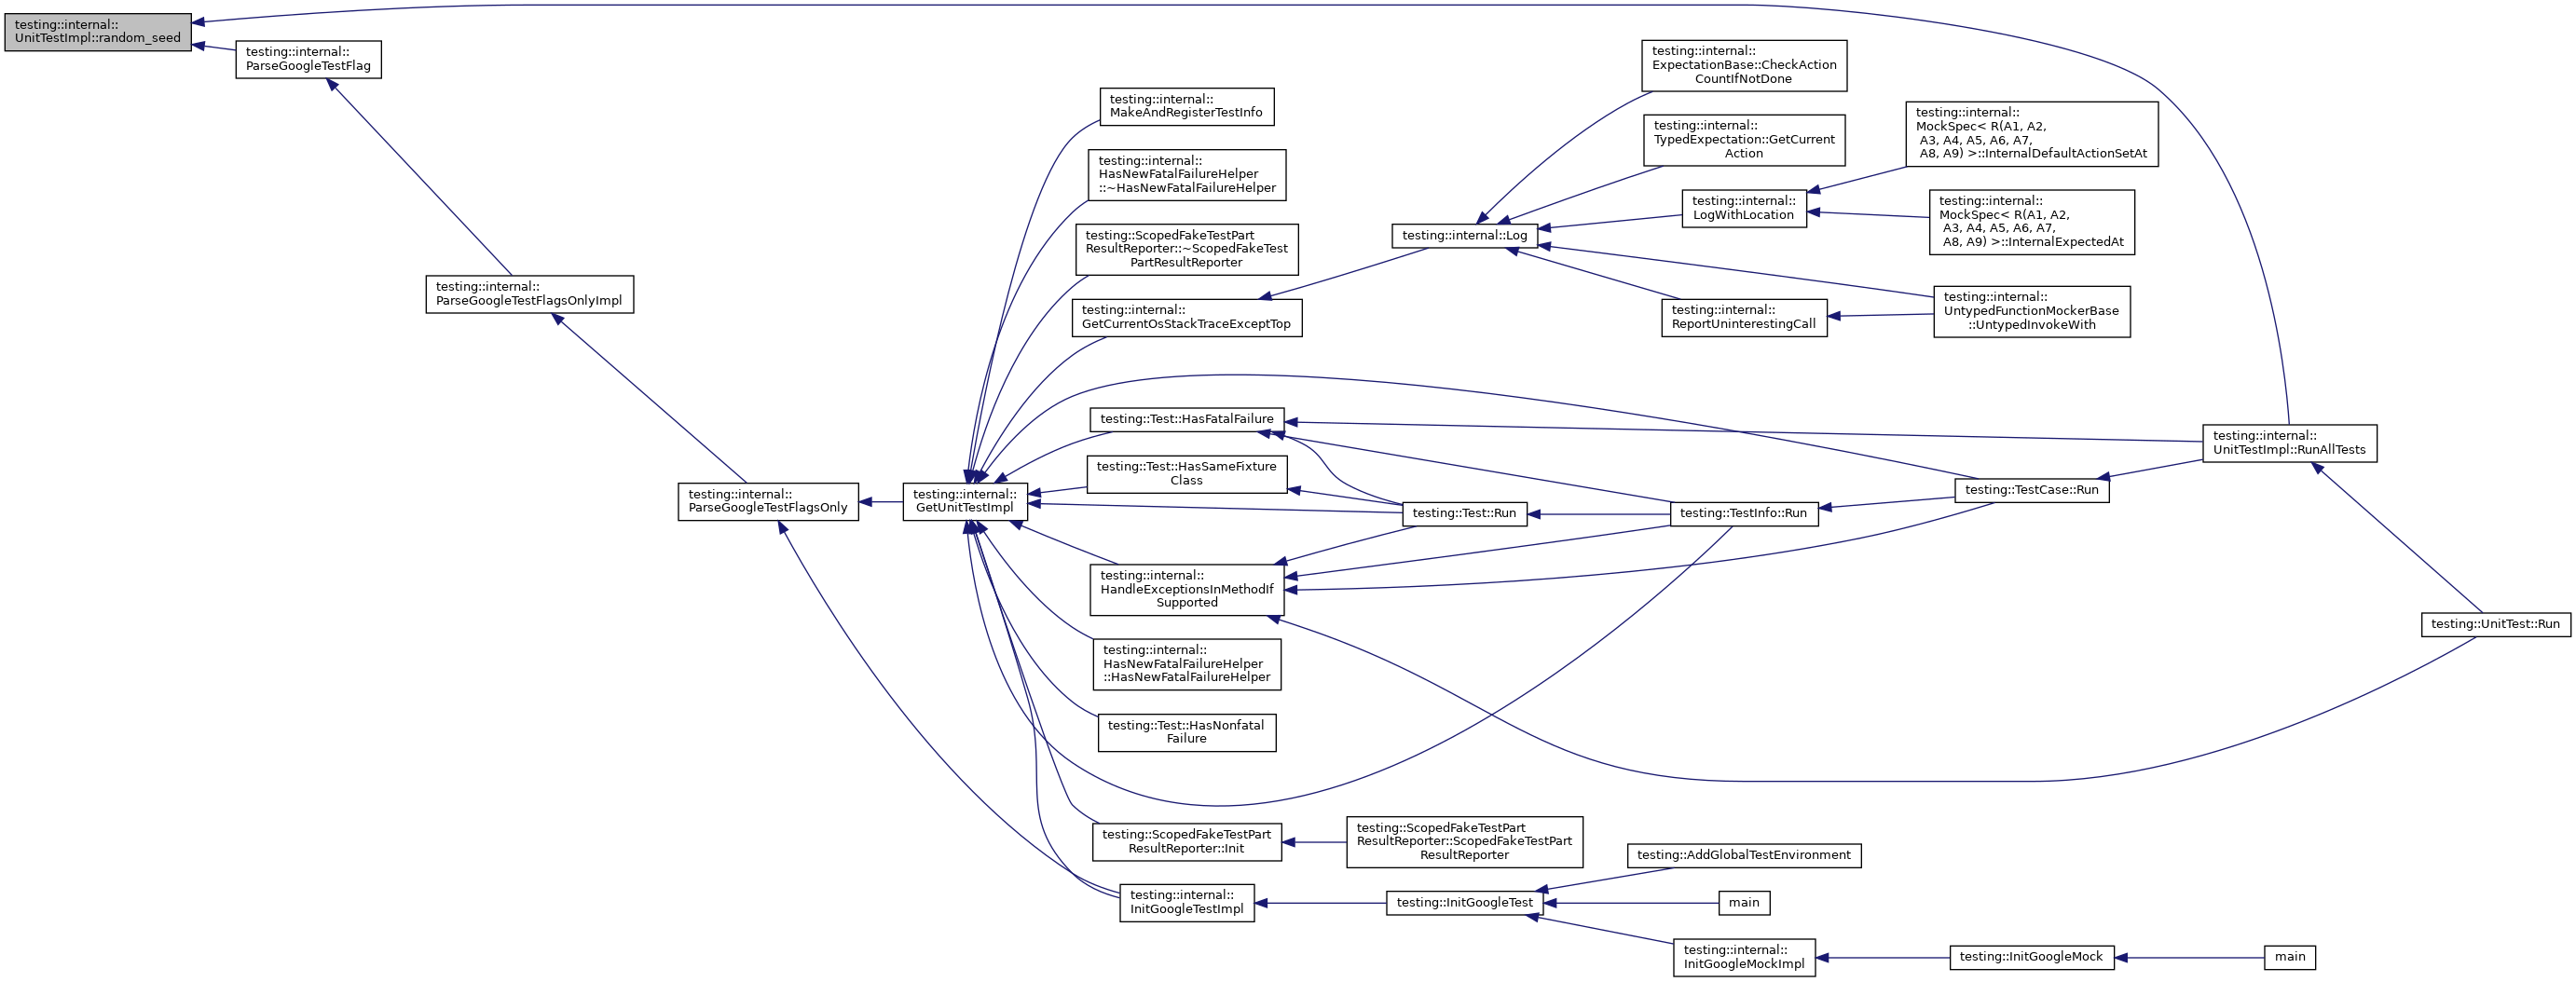 testing::internal::
UnitTestImpl::random_seed
testing::internal::
ParseGoogleTestFlag
testing::internal::
ParseGoogleTestFlagsOnlyImpl
testing::internal::
ParseGoogleTestFlagsOnly
testing::internal::
GetUnitTestImpl
testing::internal::
MakeAndRegisterTestInfo
testing::internal::
HasNewFatalFailureHelper
::~HasNewFatalFailureHelper
testing::ScopedFakeTestPart
ResultReporter::~ScopedFakeTest
PartResultReporter
testing::internal::
GetCurrentOsStackTraceExceptTop
testing::Test::HasFatalFailure
testing::Test::HasSameFixture
Class
testing::internal::
HandleExceptionsInMethodIf
Supported
testing::internal::
HasNewFatalFailureHelper
::HasNewFatalFailureHelper
testing::Test::HasNonfatal
Failure
testing::ScopedFakeTestPart
ResultReporter::Init
testing::internal::
InitGoogleTestImpl
testing::internal::Log
testing::Test::Run
testing::ScopedFakeTestPart
ResultReporter::ScopedFakeTestPart
ResultReporter
testing::InitGoogleTest
testing::internal::
ExpectationBase::CheckAction
CountIfNotDone
testing::internal::
TypedExpectation::GetCurrent
Action
testing::internal::
LogWithLocation
testing::internal::
ReportUninterestingCall
testing::TestInfo::Run
testing::AddGlobalTestEnvironment
main
testing::internal::
InitGoogleMockImpl
testing::internal::
MockSpec< R(A1, A2,
A3, A4, A5, A6, A7,
A8, A9) >::InternalDefaultActionSetAt
testing::internal::
MockSpec< R(A1, A2,
A3, A4, A5, A6, A7,
A8, A9) >::InternalExpectedAt
testing::internal::
UntypedFunctionMockerBase
::UntypedInvokeWith
testing::TestCase::Run
testing::InitGoogleMock
testing::internal::
UnitTestImpl::RunAllTests
main
testing::UnitTest::Run